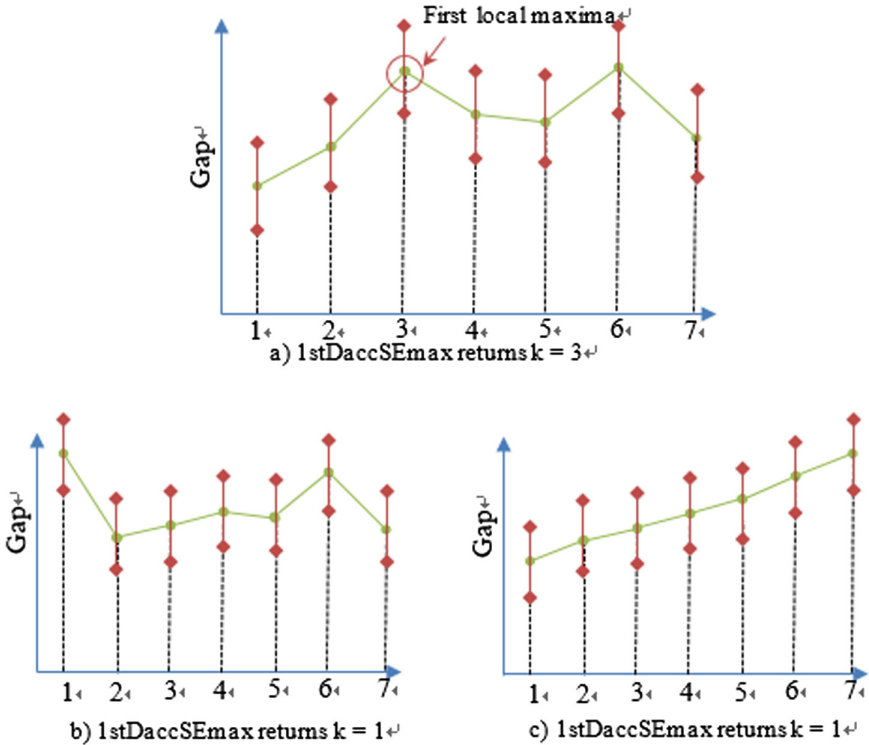 First local maxima↵
Gap↵
1 2 3 4 5 6 7
a) 1stDaccSEmax returns k = 3↵
Gap↵
1 2 3 4 5 6 7
b) 1stDaccSEmax returns k = 1↵
Gap↵
1 2 3 4 5 6 7
c) 1stDaccSEmax returns k = 1↵